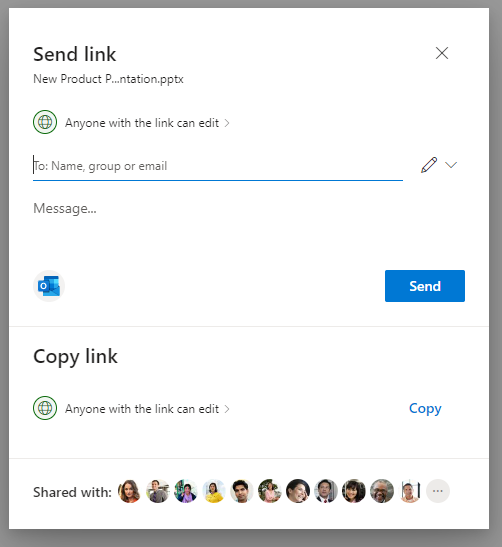 Send link
New Product P...ntation.pptx
Anyone with the link can edit
To: Name, group or email
Message...
Send
Copy link
Anyone with the link can edit
Copy
Shared with: